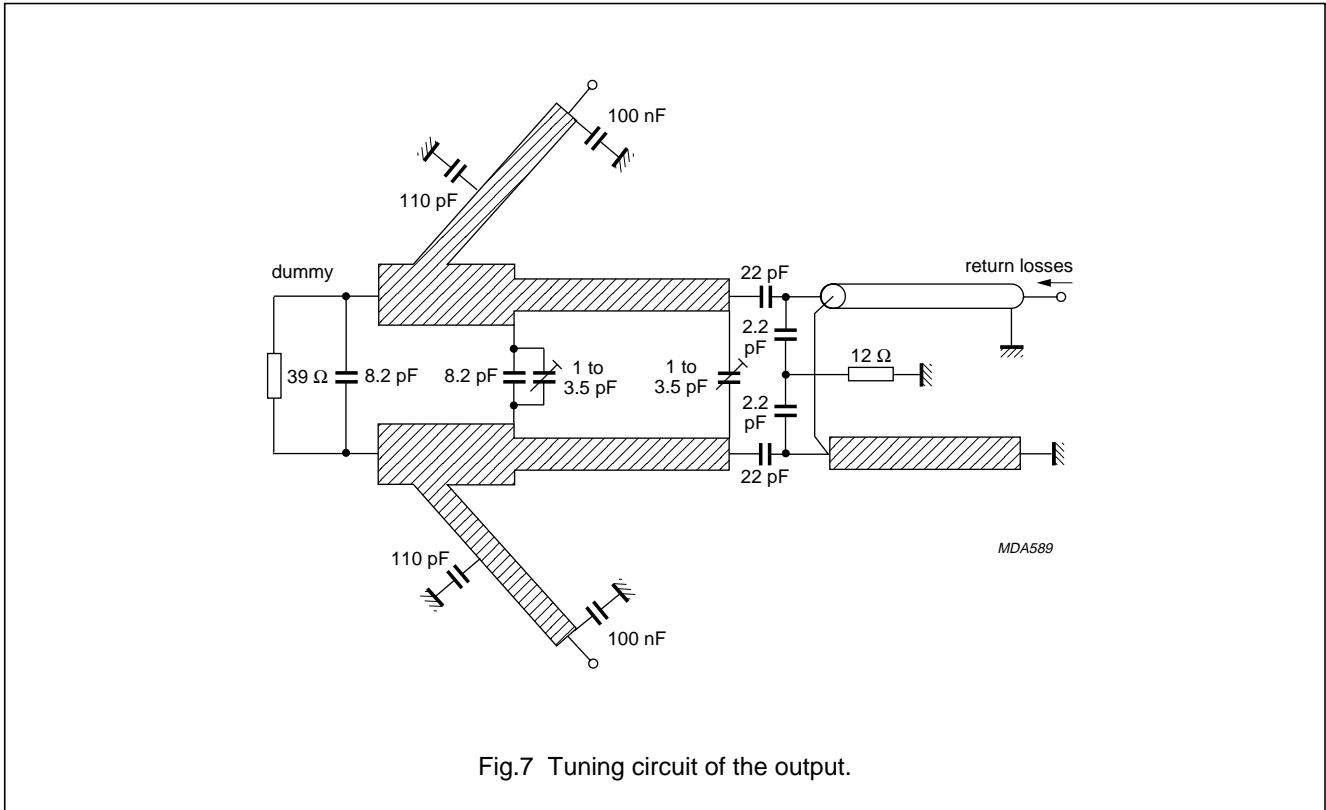 100 nF
110 pF
dummy
22 pF
return losses
2.2
pF
39 Ω
8.2 pF
8.2 pF
1 to
3.5 pF
1 to
3.5 pF
12 Ω
2.2
pF
22 pF
110 pF
100 nF
MDA589
Fig.7 Tuning circuit of the output.